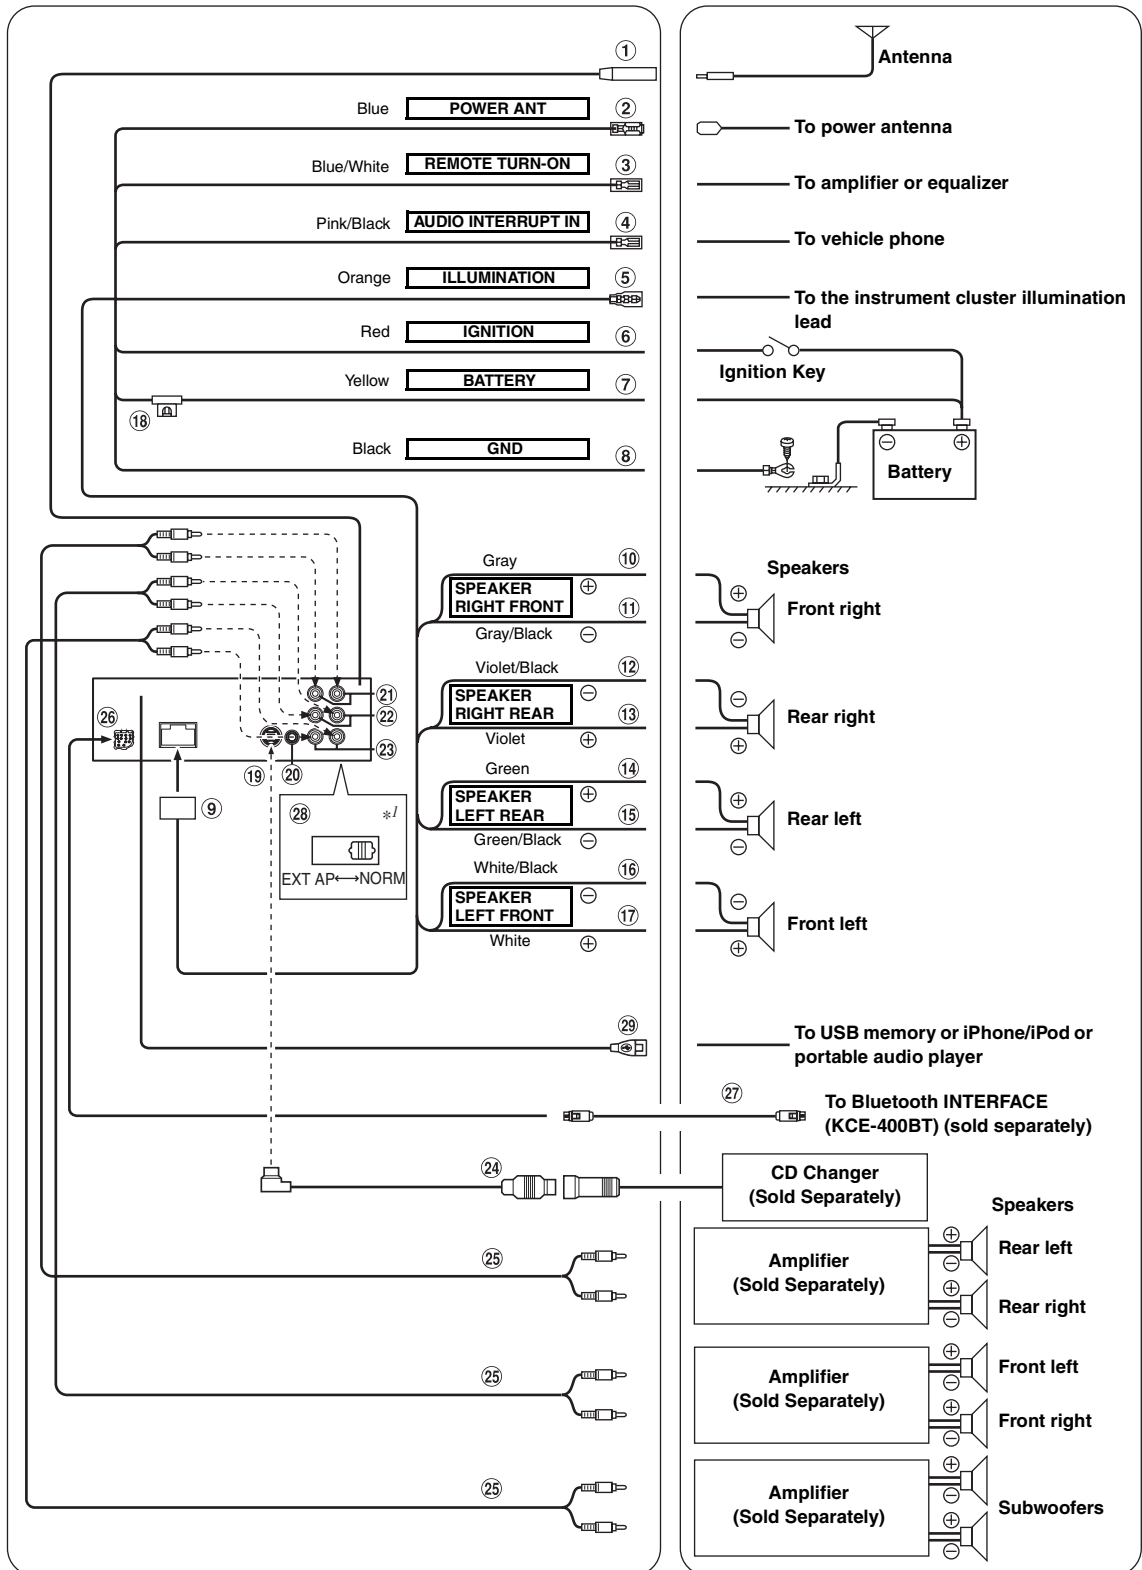 ①
Antenna
Blue POWER ANT ②
To power antenna
Blue/White REMOTE TURN-ON ③
To amplifier or equalizer
Pink/Black AUDIO INTERRUPT IN ④
To vehicle phone
Orange ILLUMINATION ⑤
To the instrument cluster illumination
lead
Red IGNITION ⑥
Ignition Key
Yellow BATTERY ⑦
⑱
Black GND ⑧
⊖ ⊕
Battery
Gray ⑩
SPEAKER
RIGHT FRONT
⊕
⑪
Gray/Black ⊖
Speakers
⊕
Front right
⊖
Violet/Black ⑫
SPEAKER
RIGHT REAR
⊖
⑬
Violet ⊕
⊖
Rear right
⊕
Green ⑭
SPEAKER
LEFT REAR
⊕
⑮
Green/Black ⊖
⊕
Rear left
⊖
White/Black ⑯
SPEAKER
LEFT FRONT
⊖
⑰
White ⊕
⊖
Front left
⊕
㉑
㉖
㉒
㉓
⑲ ⑳
⑨
㉘ *1
EXT AP↔NORM
㉙
To USB memory or iPhone/iPod or
portable audio player
㉗
To Bluetooth INTERFACE
(KCE-400BT) (sold separately)
㉔
CD Changer
(Sold Separately)
Speakers
㉕
Amplifier
(Sold Separately)
⊕
Rear left
⊖
⊕
Rear right
⊖
㉕
Amplifier
(Sold Separately)
⊕
Front left
⊖
⊕
Front right
⊖
㉕
Amplifier
(Sold Separately)
⊕
⊖
Subwoofers
⊕
⊖